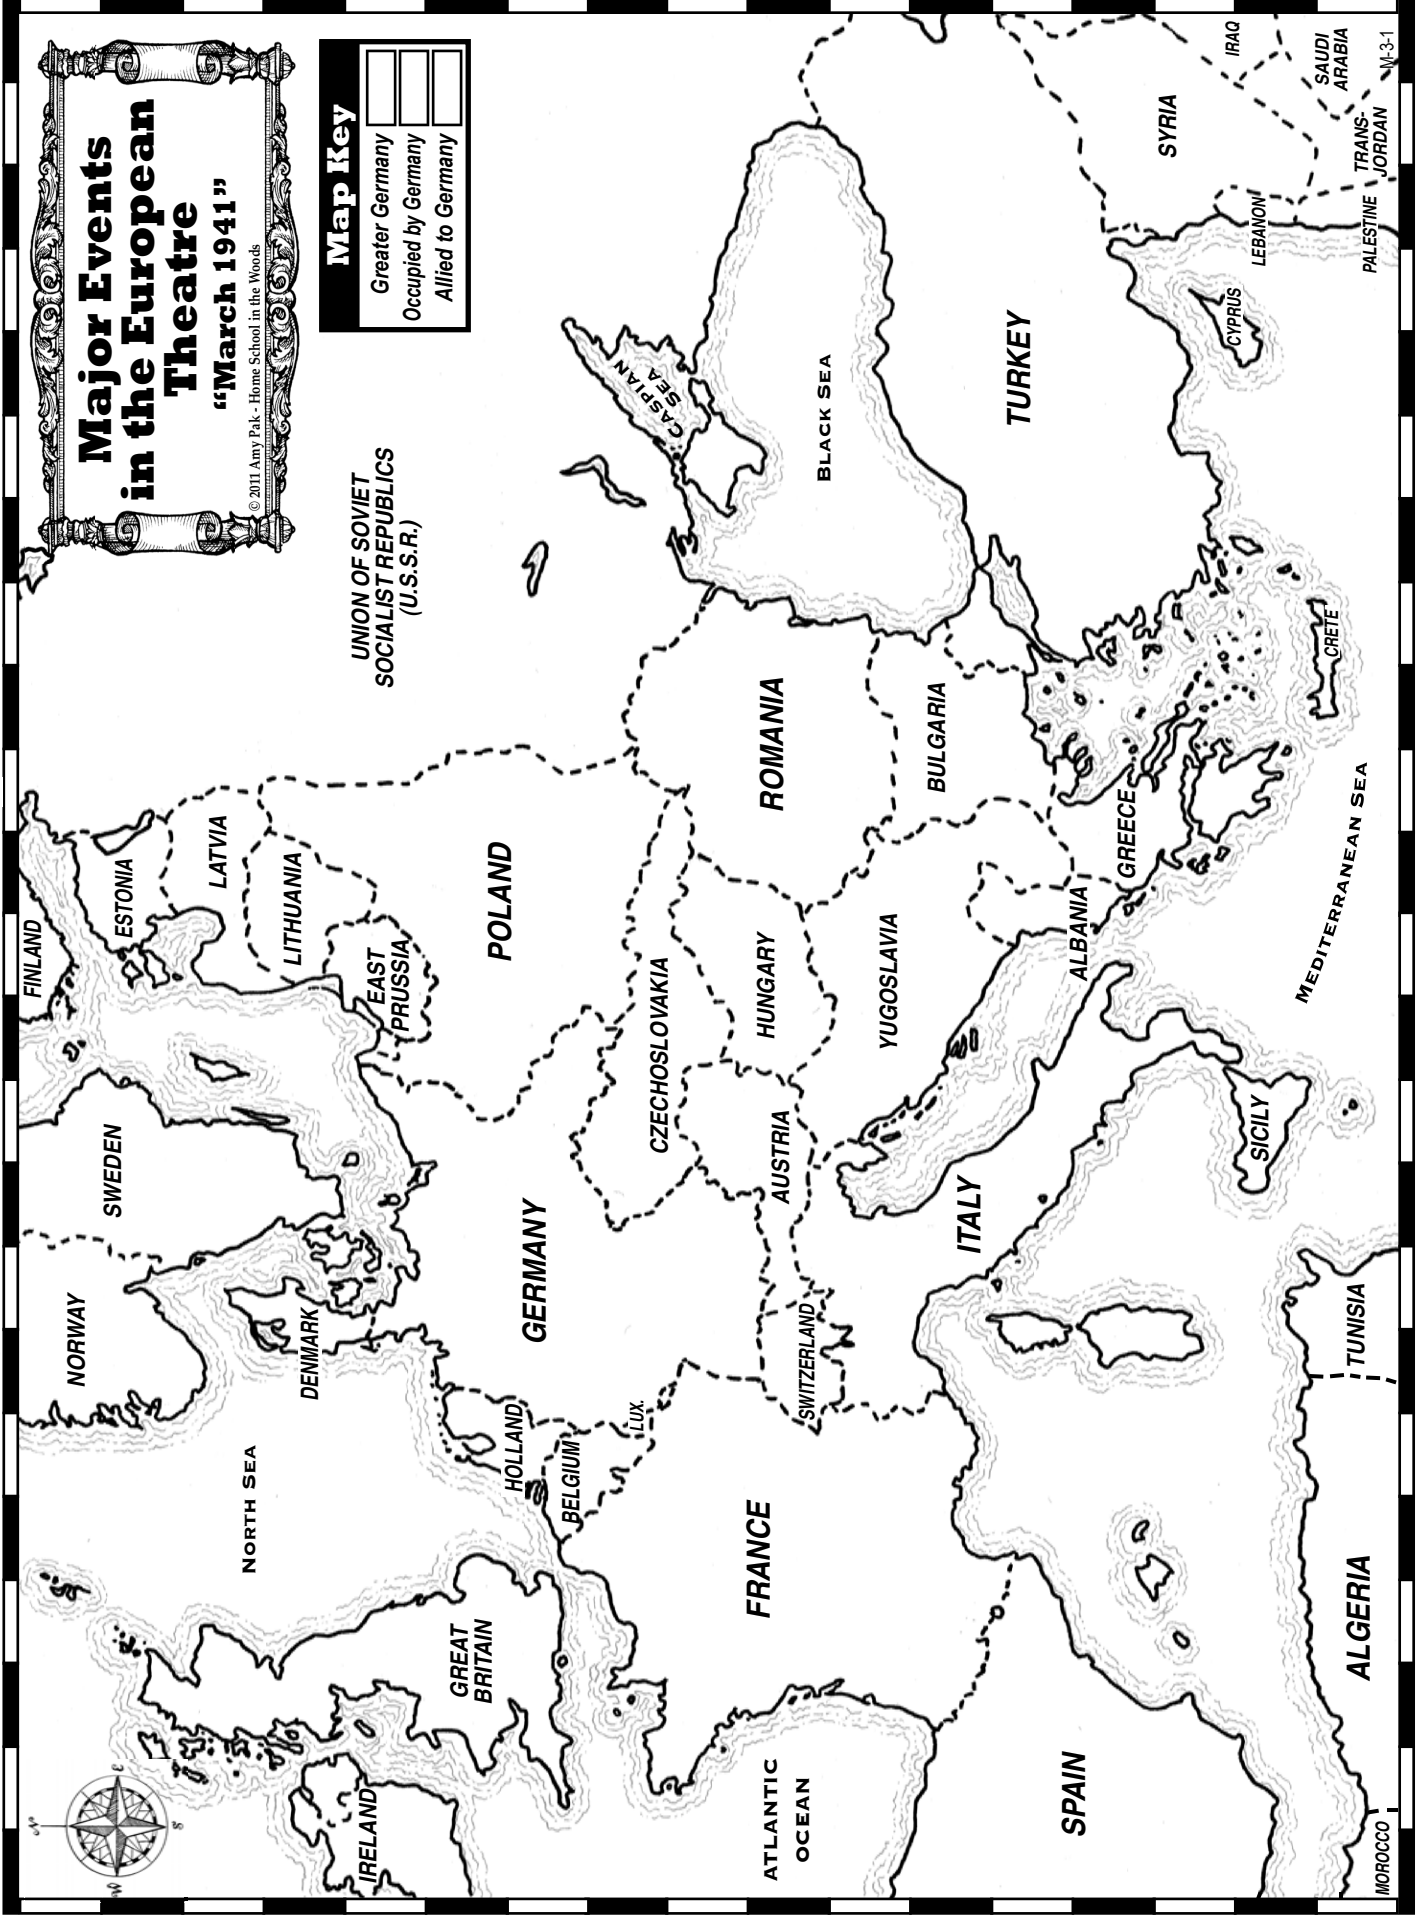 Major Events
in the European
Theatre
“March 1941”
© 2011 Amy Pak - Home School in the Woods
Map Key
Greater Germany
Occupied by Germany
Allied to Germany
N
E
S
W
NORWAY
SWEDEN
FINLAND
ESTONIA
LATVIA
LITHUANIA
EAST
PRUSSIA
UNION OF SOVIET
SOCIALIST REPUBLICS
(U.S.S.R.)
NORTH SEA
DENMARK
IRELAND
GREAT
BRITAIN
HOLLAND
BELGIUM
LUX.
GERMANY
POLAND
CZECHOSLOVAKIA
CASPIAN
SEA
ATLANTIC
OCEAN
FRANCE
SWITZERLAND
AUSTRIA
HUNGARY
ROMANIA
BLACK SEA
YUGOSLAVIA
BULGARIA
ITALY
TURKEY
SPAIN
ALBANIA
GREECE
SYRIA
CYPRUS
LEBANON
IRAQ
SICILY
CRETE
MEDITERRANEAN SEA
SAUDI
ARABIA
TRANS-
JORDAN
PALESTINE
MOROCCO
ALGERIA
TUNISIA
M-3-1